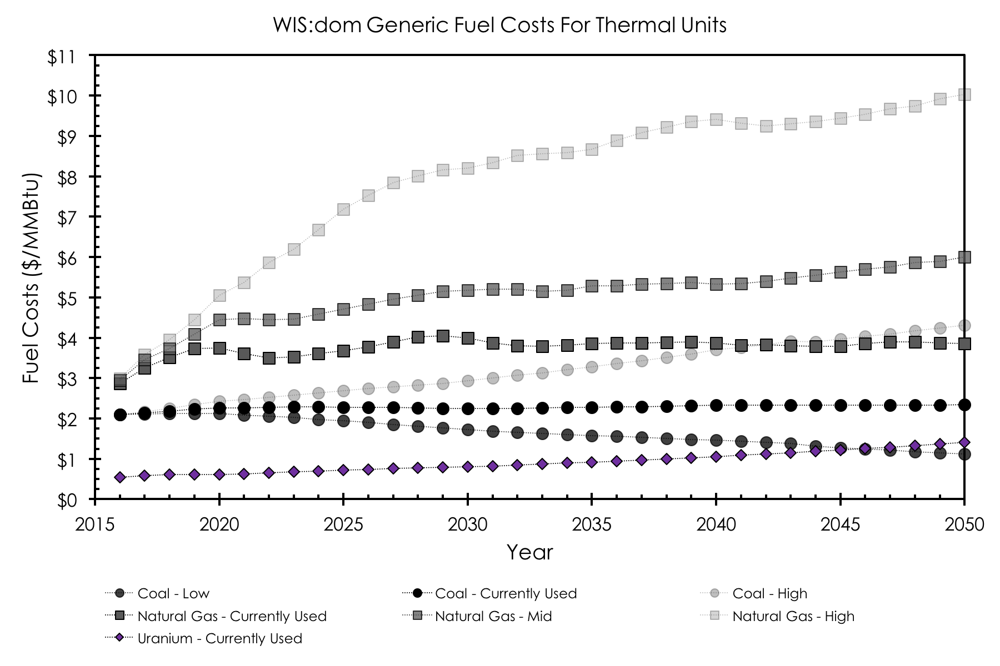 WIS:dom Generic Fuel Costs For Thermal Units
$11
$10
$9
$8
$7
$6
$5
$4
$3
$2
$1
$0
Fuel Costs ($/MMBtu)
2015 2020 2025 2030 2035 2040 2045 2050
Year
Coal - Low Coal - Currently Used Coal - High
Natural Gas - Currently Used Natural Gas - Mid Natural Gas - High
Uranium - Currently Used